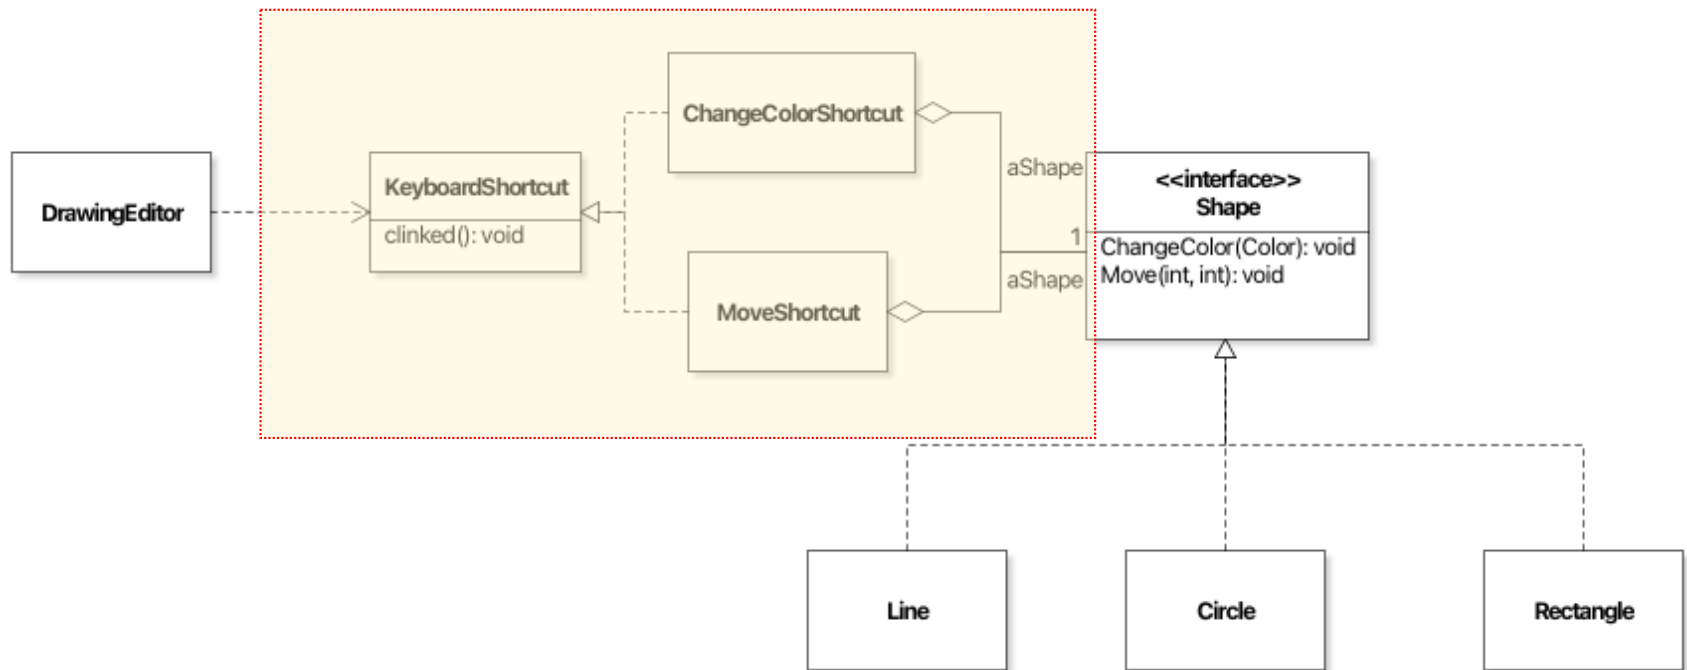 ChangeColorShortcut
DrawingEditor
KeyboardShortcut
clinked(): void
aShape
<<interface>>
Shape
1
ChangeColor(Color): void
aShape
Move(int, int): void
MoveShortcut
Line
Circle
Rectangle